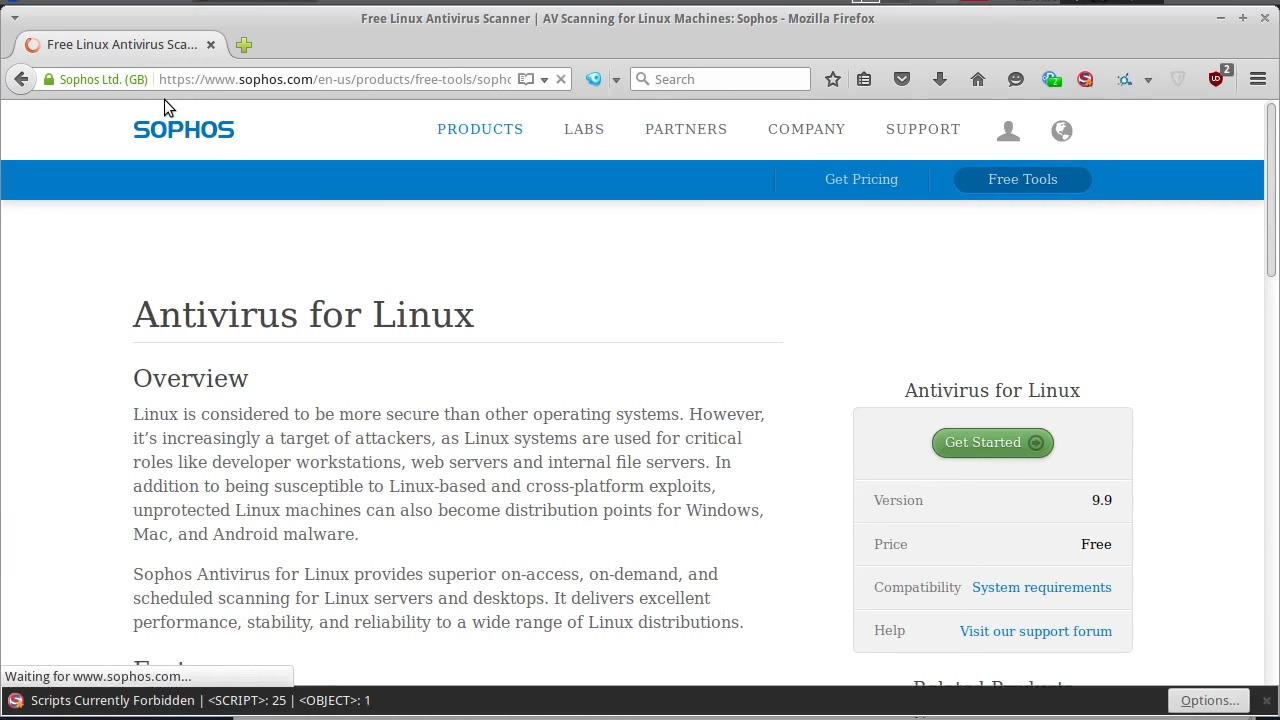 Free Linux Antivirus Scanner | AV Scanning for Linux Machines: Sophos - Mozilla Firefox
Free Linux Antivirus Sca...
Sophos Ltd. (GB)
https://www.sophos.com/en-us/products/free-tools/sopho
Search
2
2
SOPHOS
PRODUCTS
LABS
PARTNERS
COMPANY
SUPPORT
Get Pricing
Free Tools
Antivirus for Linux
Overview
Linux is considered to be more secure than other operating systems. However,
it’s increasingly a target of attackers, as Linux systems are used for critical
roles like developer workstations, web servers and internal file servers. In
addition to being susceptible to Linux-based and cross-platform exploits,
unprotected Linux machines can also become distribution points for Windows,
Mac, and Android malware.
Sophos Antivirus for Linux provides superior on-access, on-demand, and
scheduled scanning for Linux servers and desktops. It delivers excellent
performance, stability, and reliability to a wide range of Linux distributions.
Antivirus for Linux
Get Started
Version 9.9
Price Free
Compatibility System requirements
Help Visit our support forum
Related Products
Waiting for www.sophos.com...
Scripts Currently Forbidden | <SCRIPT>: 25 | <OBJECT>: 1
Options...